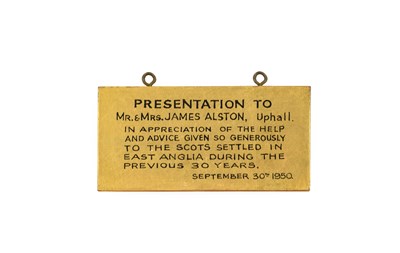 PRESENTATION TO
MR. & MRS. JAMES ALSTON, Uphall.
IN APPRECIATION OF THE HELP
AND ADVICE GIVEN SO GENEROUSLY
TO THE SCOTS SETTLED IN
EAST ANGLIA DURING THE
PREVIOUS 30 YEARS.
SEPTEMBER 30TH 1950.